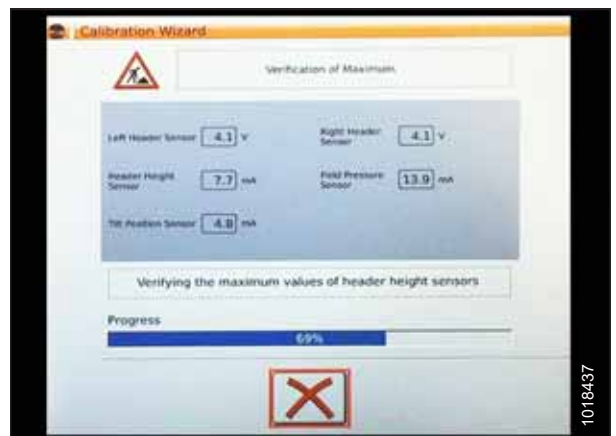 Calibration Wizard
Verification of Maximum
Left Header Sensor 4.1 V
Right Header Sensor 4.1 V
Header Height Sensor 7.7 mA
Field Pressure Sensor 13.9 mA
Tilt Position Sensor 4.8 mA
Verifying the maximum values of header height sensors
Progress
69%
1018437